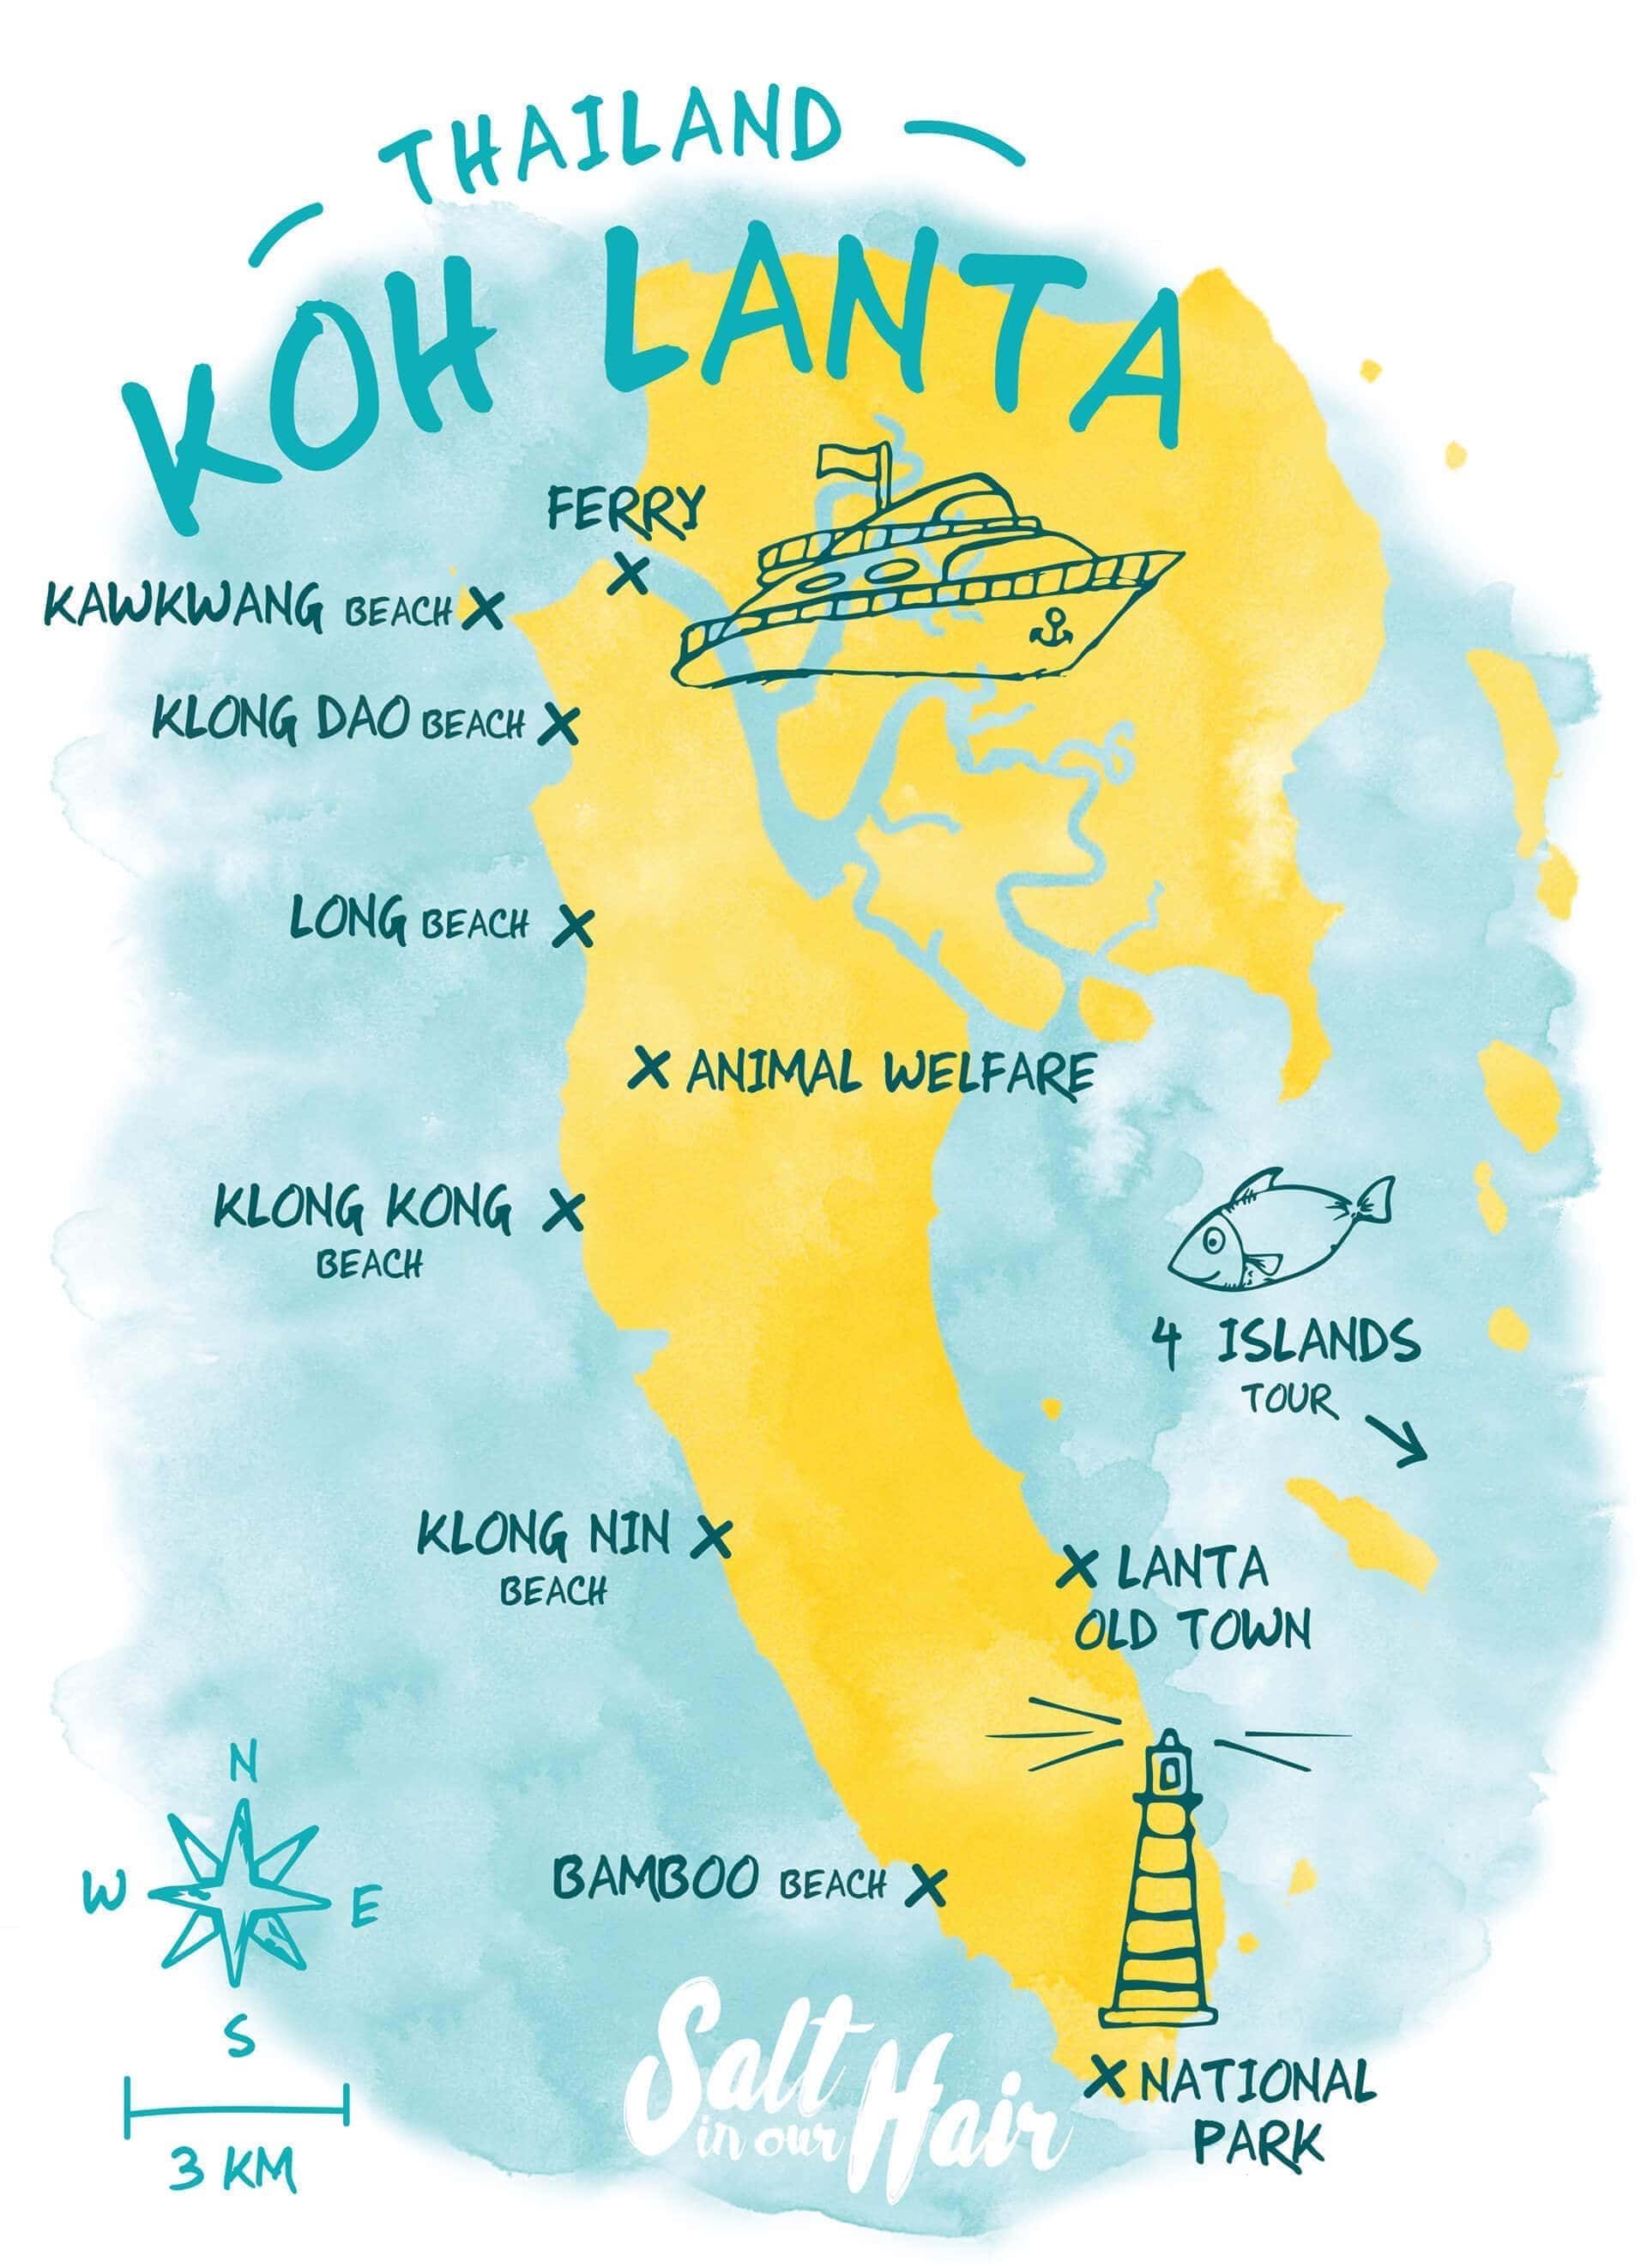 THAILAND
KOH LANTA
FERRY
KAWKWANG BEACH
KLONG DAO BEACH
LONG BEACH
ANIMAL WELFARE
KLONG KONG
BEACH
4 ISLANDS
TOUR
KLONG NIN
BEACH
LANTA
OLD TOWN
N
W E
S
BAMBOO BEACH
3 KM
Salt
in our Hair
NATIONAL
PARK